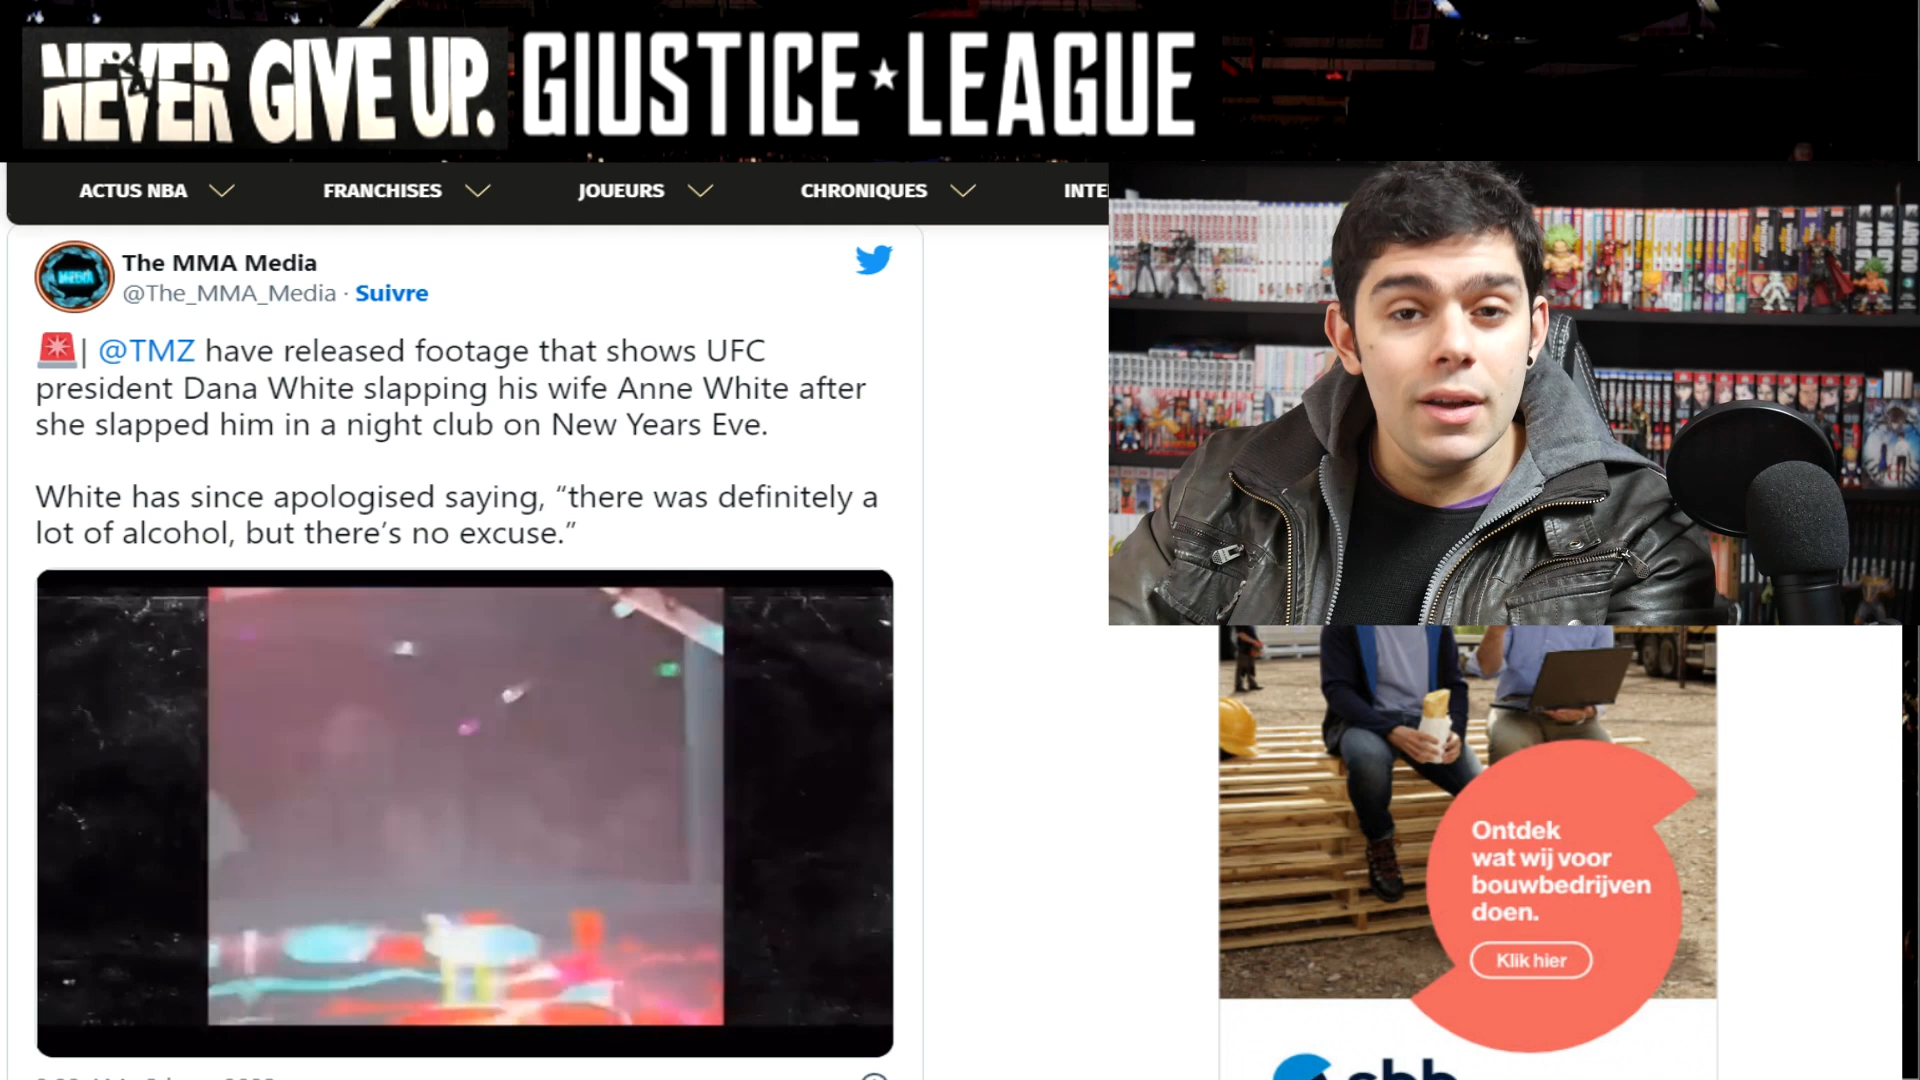 NEVER GIVE UP. GIUSTICE★LEAGUE
ACTUS NBA FRANCHISES JOUEURS CHRONIQUES INTE
The MMA Media
@The_MMA_Media · Suivre
🚨| @TMZ have released footage that shows UFC
president Dana White slapping his wife Anne White after
she slapped him in a night club on New Years Eve.
White has since apologised saying, “there was definitely a
lot of alcohol, but there’s no excuse.”
Ontdek
wat wij voor
bouwbedrijven
doen.
Klik hier